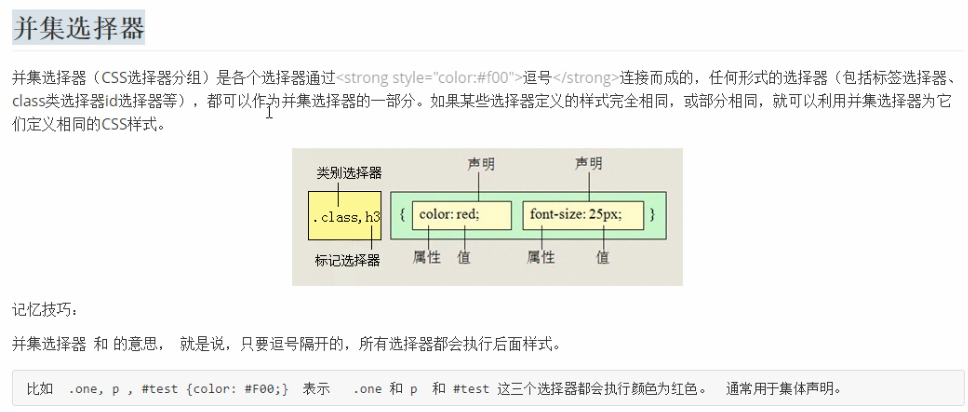 并集选择器
并集选择器（CSS选择器分组）是各个选择器通过<strong style="color:#f00">逗号</strong>连接而成的，任何形式的选择器（包括标签选择器、
class类选择器id选择器等），都可以作为并集选择器的一部分。如果某些选择器定义的样式完全相同，或部分相同，就可以利用并集选择器为它
们定义相同的CSS样式。
声明 声明
类别选择器
.class,h3 { color: red; font-size: 25px; }
标记选择器 属性 值 属性 值
记忆技巧：
并集选择器 和 的意思， 就是说，只要逗号隔开的，所有选择器都会执行后面样式。
比如 .one, p , #test {color: #F00;} 表示 .one 和 p 和 #test 这三个选择器都会执行颜色为红色。 通常用于集体声明。